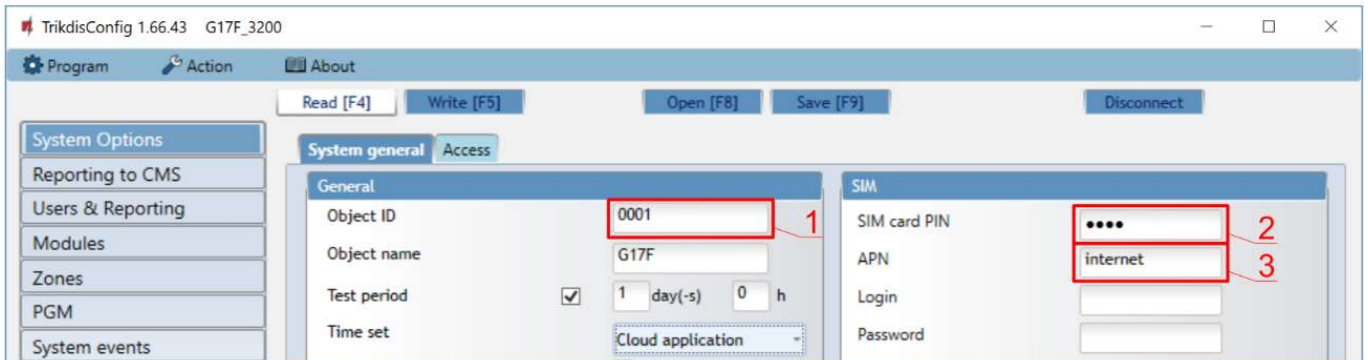 TrikdisConfig 1.66.43 G17F_3200
Program Action About
Read [F4] Write [F5] Open [F8] Save [F9] Disconnect
System Options
Reporting to CMS
Users & Reporting
Modules
Zones
PGM
System events
System general Access
General
Object ID 0001 1
Object name G17F
Test period 1 day(-s) 0 h
Time set Cloud application
SIM
SIM card PIN •••• 2
APN internet 3
Login
Password